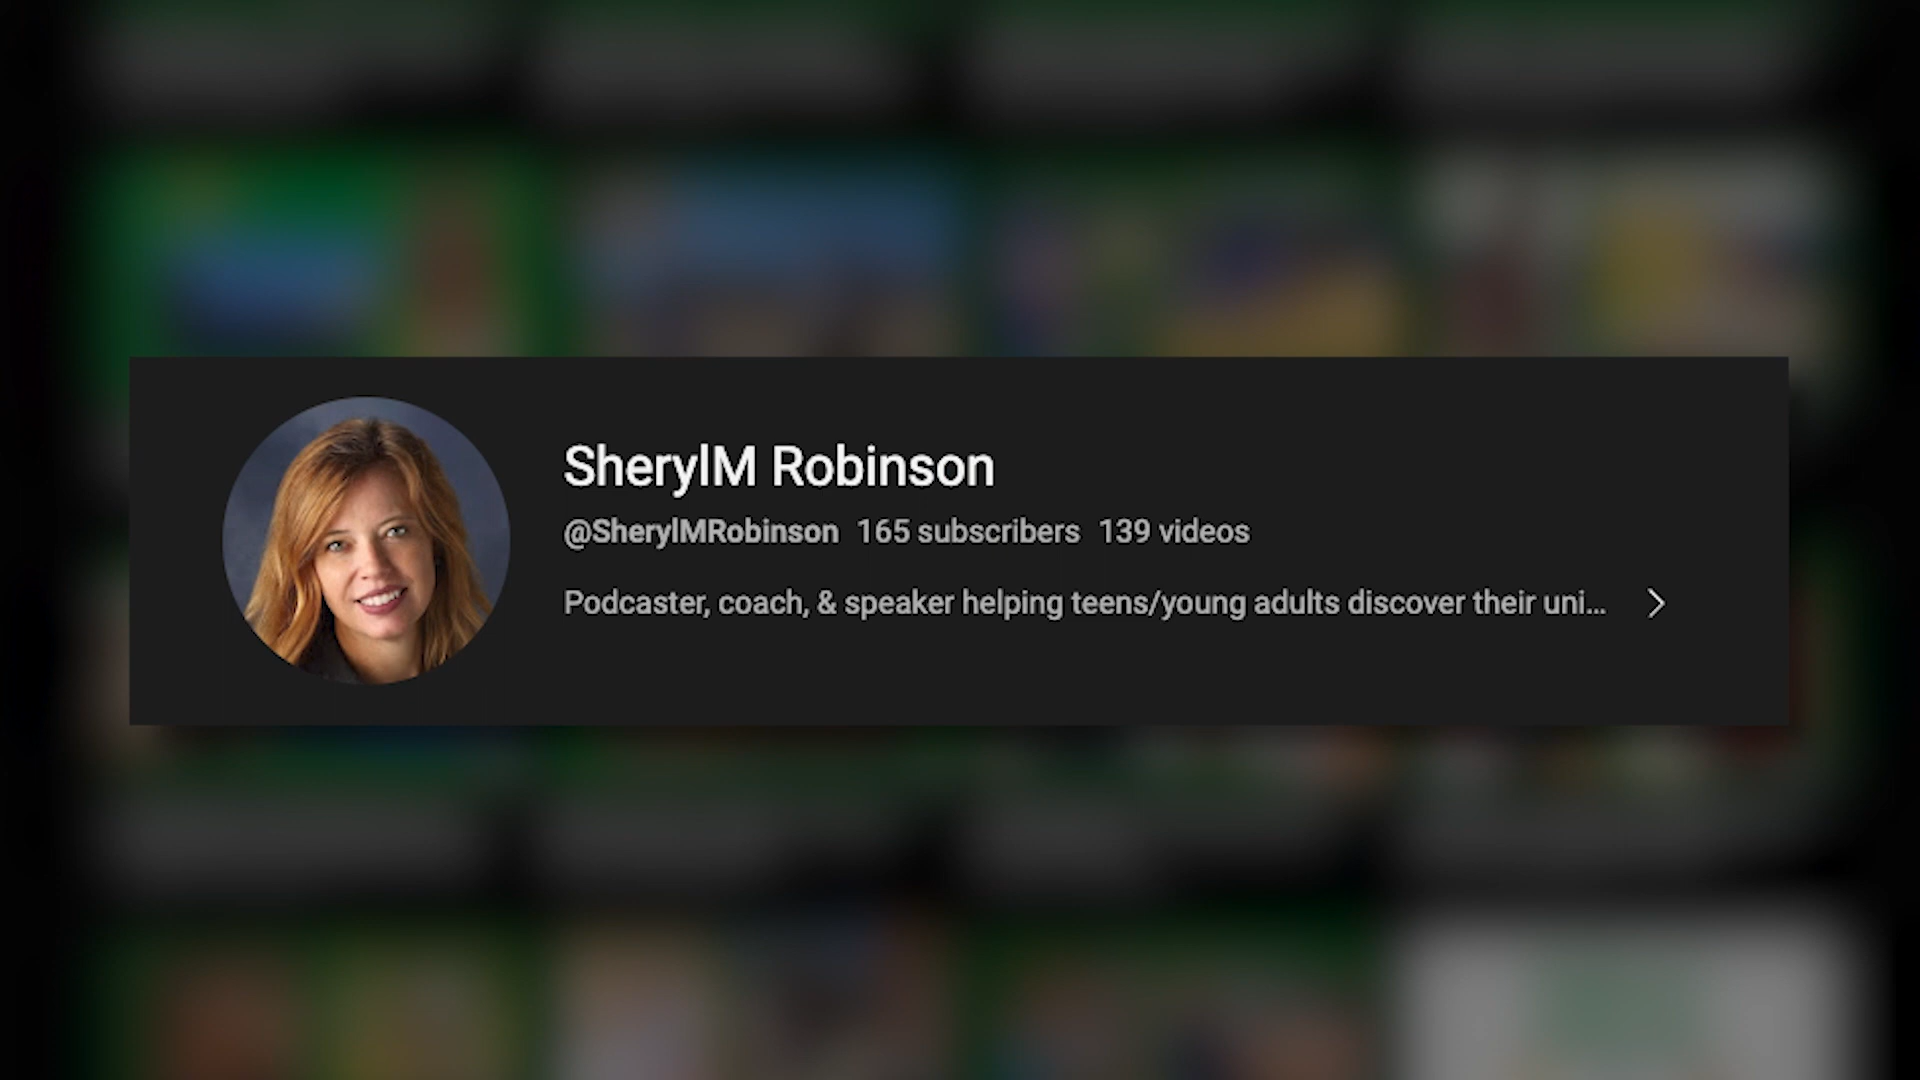 SherylM Robinson
@SherylMRobinson 165 subscribers 139 videos
Podcaster, coach, & speaker helping teens/young adults discover their uni...